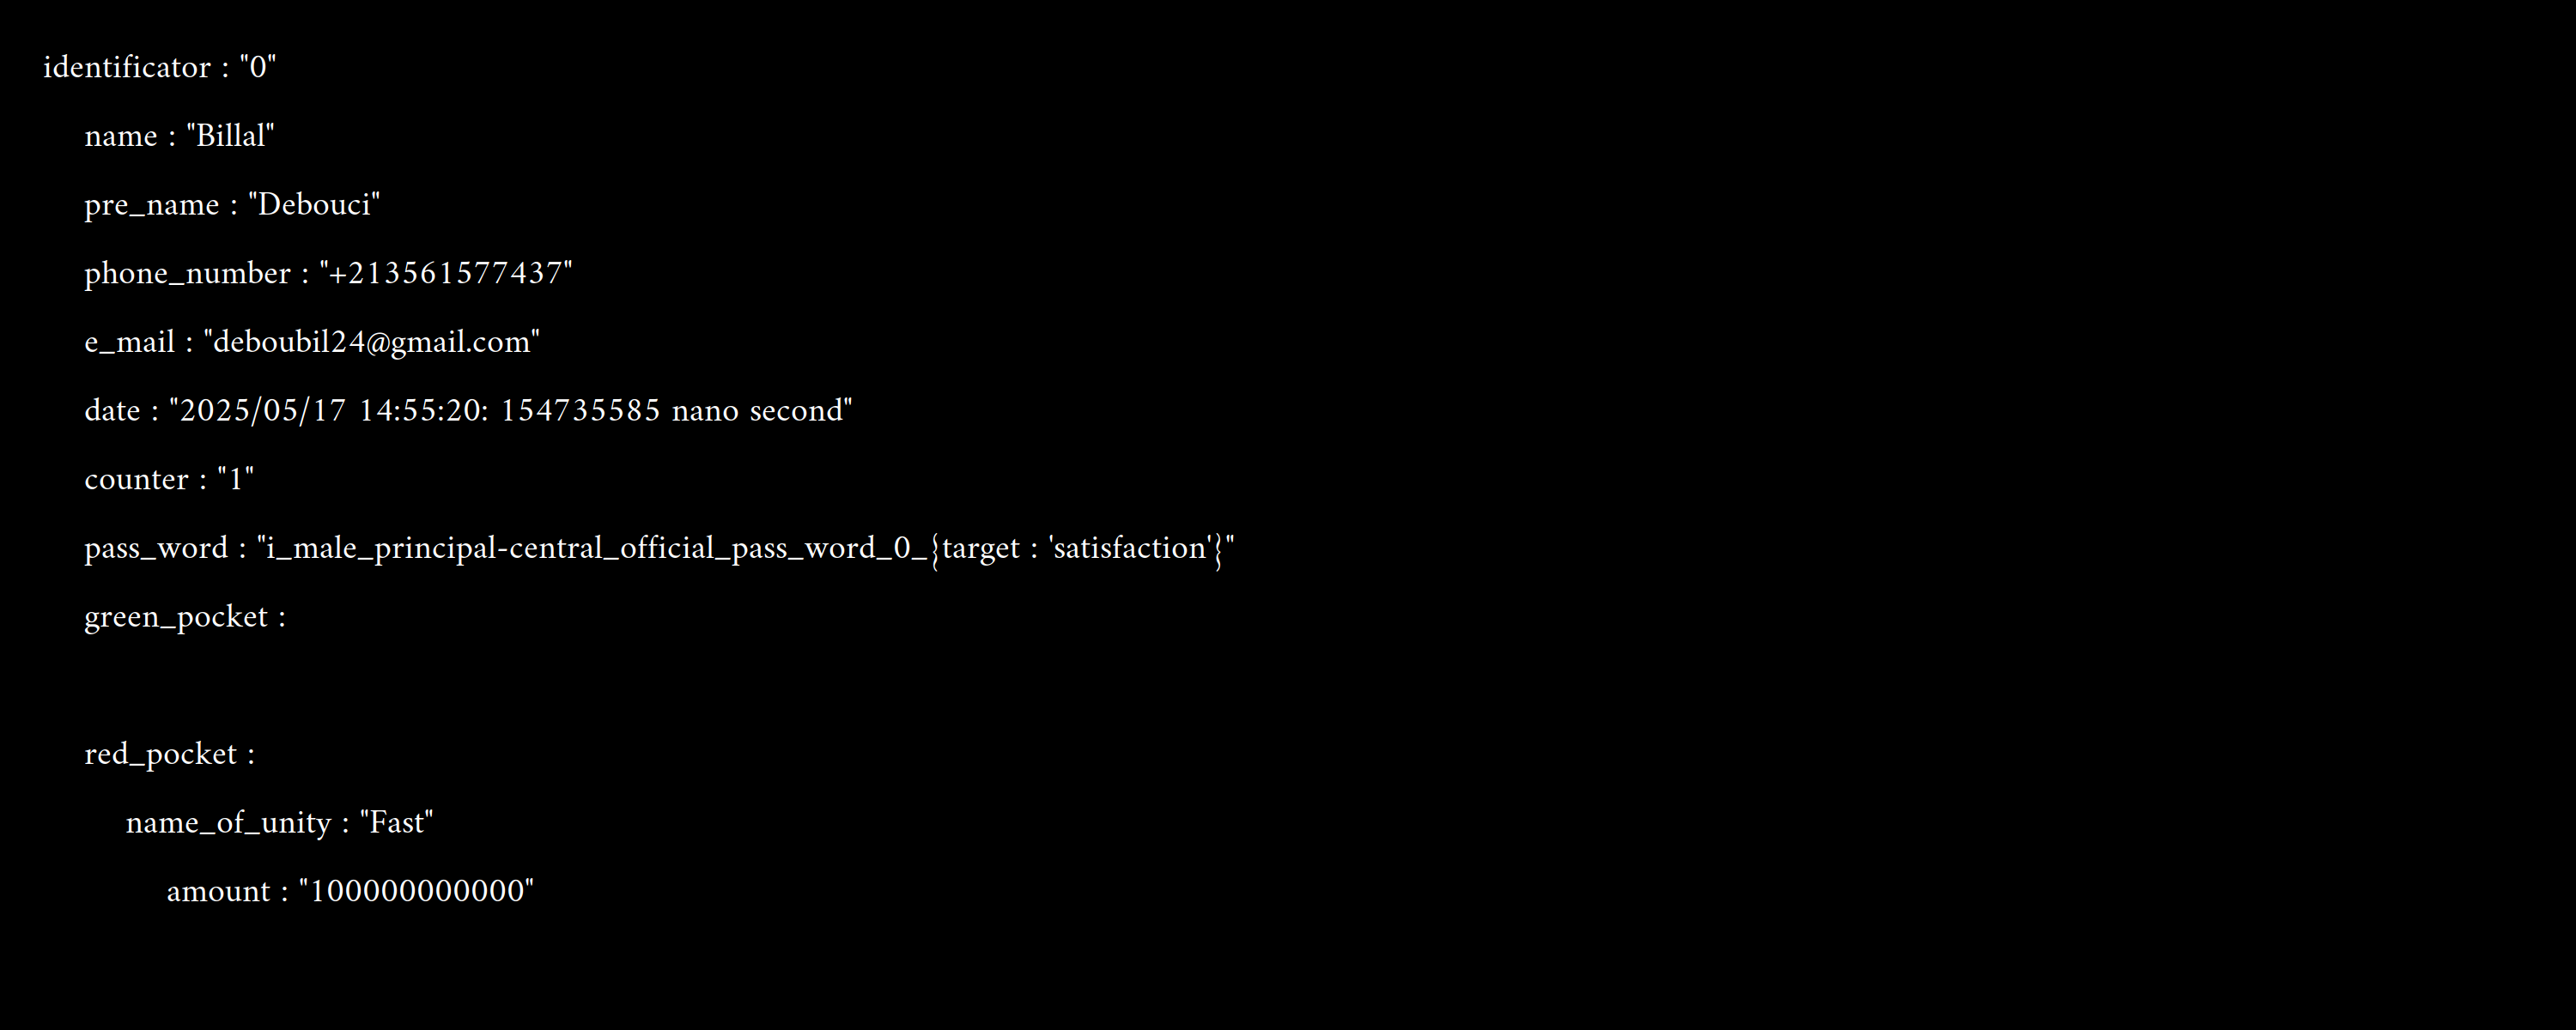 identificator : "0"
name : "Billal"
pre_name : "Debouci"
phone_number : "+213561577437"
e_mail : "deboubil24@gmail.com"
date : "2025/05/17 14:55:20: 154735585 nano second"
counter : "1"
pass_word : "i_male_principal-central_official_pass_word_0_{target : 'satisfaction'}"
green_pocket :
red_pocket :
name_of_unity : "Fast"
amount : "100000000000"